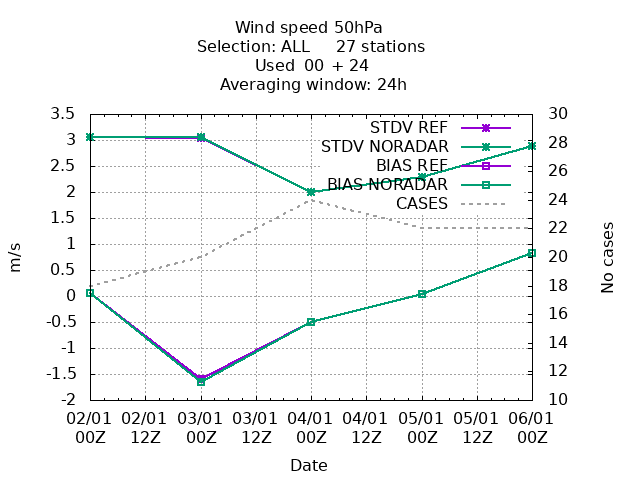 Wind speed 50hPa
Selection: ALL 27 stations
Used 00 + 24
Averaging window: 24h
3.5
3
2.5
2
1.5
1
0.5
0
-0.5
-1
-1.5
-2
m/s
30
28
26
24
22
20
18
16
14
12
10
No cases
STDV REF
STDV NORADAR
BIAS REF
BIAS NORADAR
CASES
02/01 02/01 03/01 03/01 04/01 04/01 05/01 05/01 06/01
00Z 12Z 00Z 12Z 00Z 12Z 00Z 12Z 00Z
Date